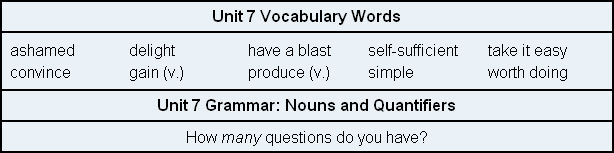 Unit 7 Vocabulary Words
ashamed delight have a blast self-sufficient take it easy
convince gain (v.) produce (v.) simple worth doing
Unit 7 Grammar: Nouns and Quantifiers
How many questions do you have?